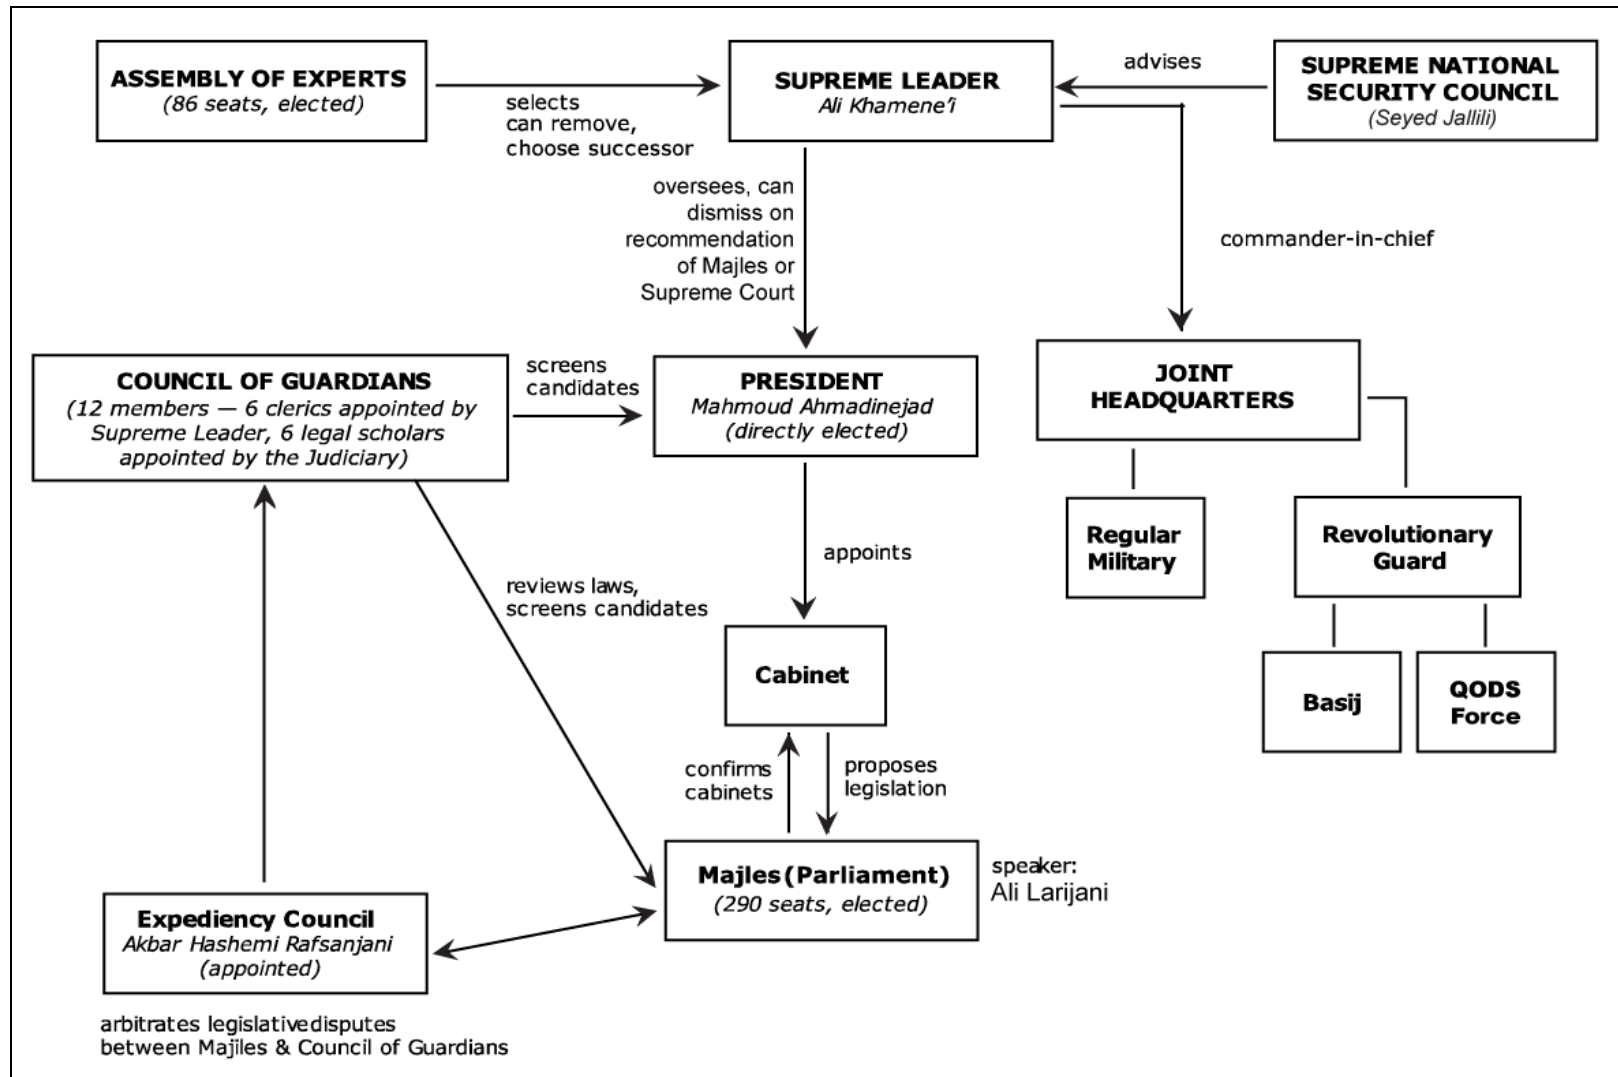 ASSEMBLY OF EXPERTS
(86 seats, elected)
selects
can remove,
choose successor
SUPREME LEADER
Ali Khamene'i
advises
SUPREME NATIONAL
SECURITY COUNCIL
(Seyed Jallili)
oversees, can
dismiss on
recommendation
of Majles or
Supreme Court
commander-in-chief
COUNCIL OF GUARDIANS
(12 members — 6 clerics appointed by
Supreme Leader, 6 legal scholars
appointed by the Judiciary)
screens
candidates
PRESIDENT
Mahmoud Ahmadinejad
(directly elected)
JOINT
HEADQUARTERS
Regular
Military
Revolutionary
Guard
appoints
reviews laws,
screens candidates
Cabinet
Basij
QODS
Force
confirms
cabinets
proposes
legislation
Majles (Parliament)
(290 seats, elected)
speaker:
Ali Larijani
Expediency Council
Akbar Hashemi Rafsanjani
(appointed)
arbitrates legislativedisputes
between Majiles & Council of Guardians